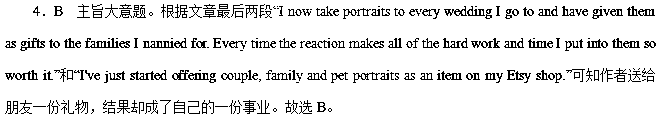 4．B　主旨大意题。根据文章最后两段“I now take portraits to every wedding I go to and have given them
as gifts to the families I nannied for. Every time the reaction makes all of the hard work and time I put into them so
worth it.”和“I've just started offering couple, family and pet portraits as an item on my Etsy shop.”可知作者送给
朋友一份礼物，结果却成了自己的一份事业。故选 B。